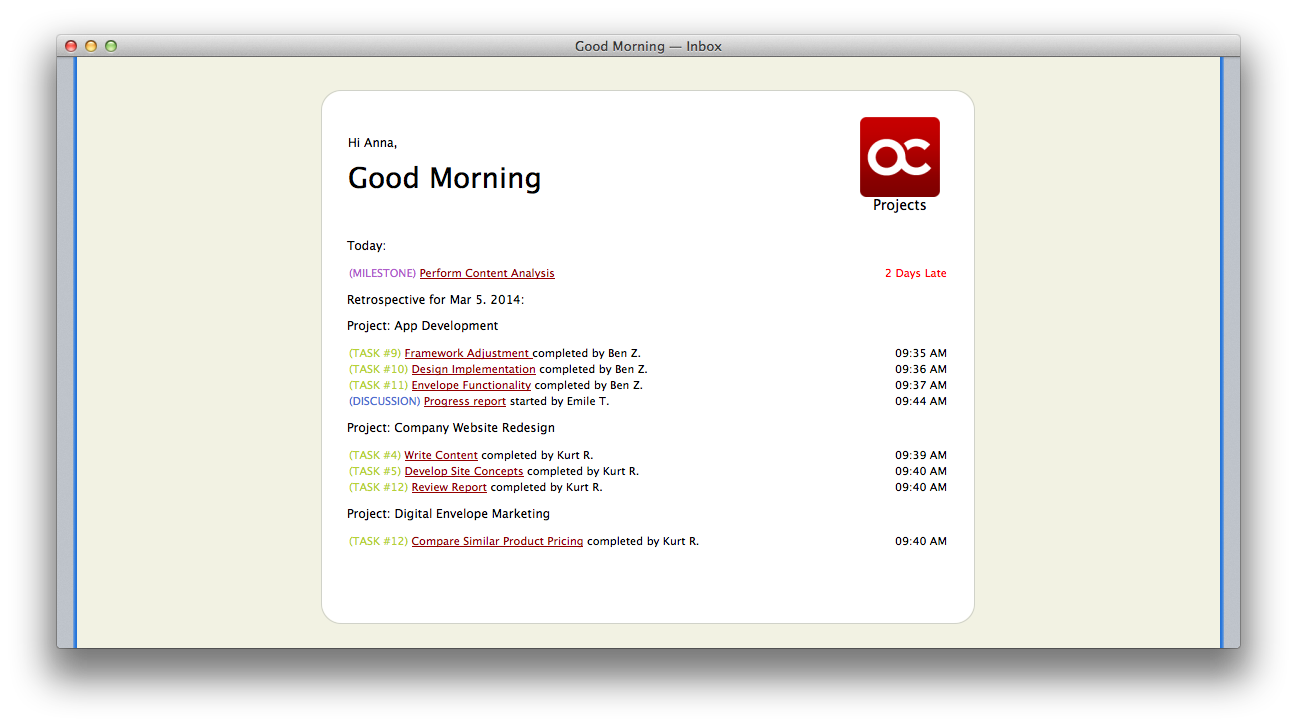 Good Morning — Inbox
Hi Anna,
Good Morning
ac
Projects
Today:
(MILESTONE) Perform Content Analysis 2 Days Late
Retrospective for Mar 5. 2014:
Project: App Development
(TASK #9) Framework Adjustment completed by Ben Z. 09:35 AM
(TASK #10) Design Implementation completed by Ben Z. 09:36 AM
(TASK #11) Envelope Functionality completed by Ben Z. 09:37 AM
(DISCUSSION) Progress report started by Emile T. 09:44 AM
Project: Company Website Redesign
(TASK #4) Write Content completed by Kurt R. 09:39 AM
(TASK #5) Develop Site Concepts completed by Kurt R. 09:40 AM
(TASK #12) Review Report completed by Kurt R. 09:40 AM
Project: Digital Envelope Marketing
(TASK #12) Compare Similar Product Pricing completed by Kurt R. 09:40 AM